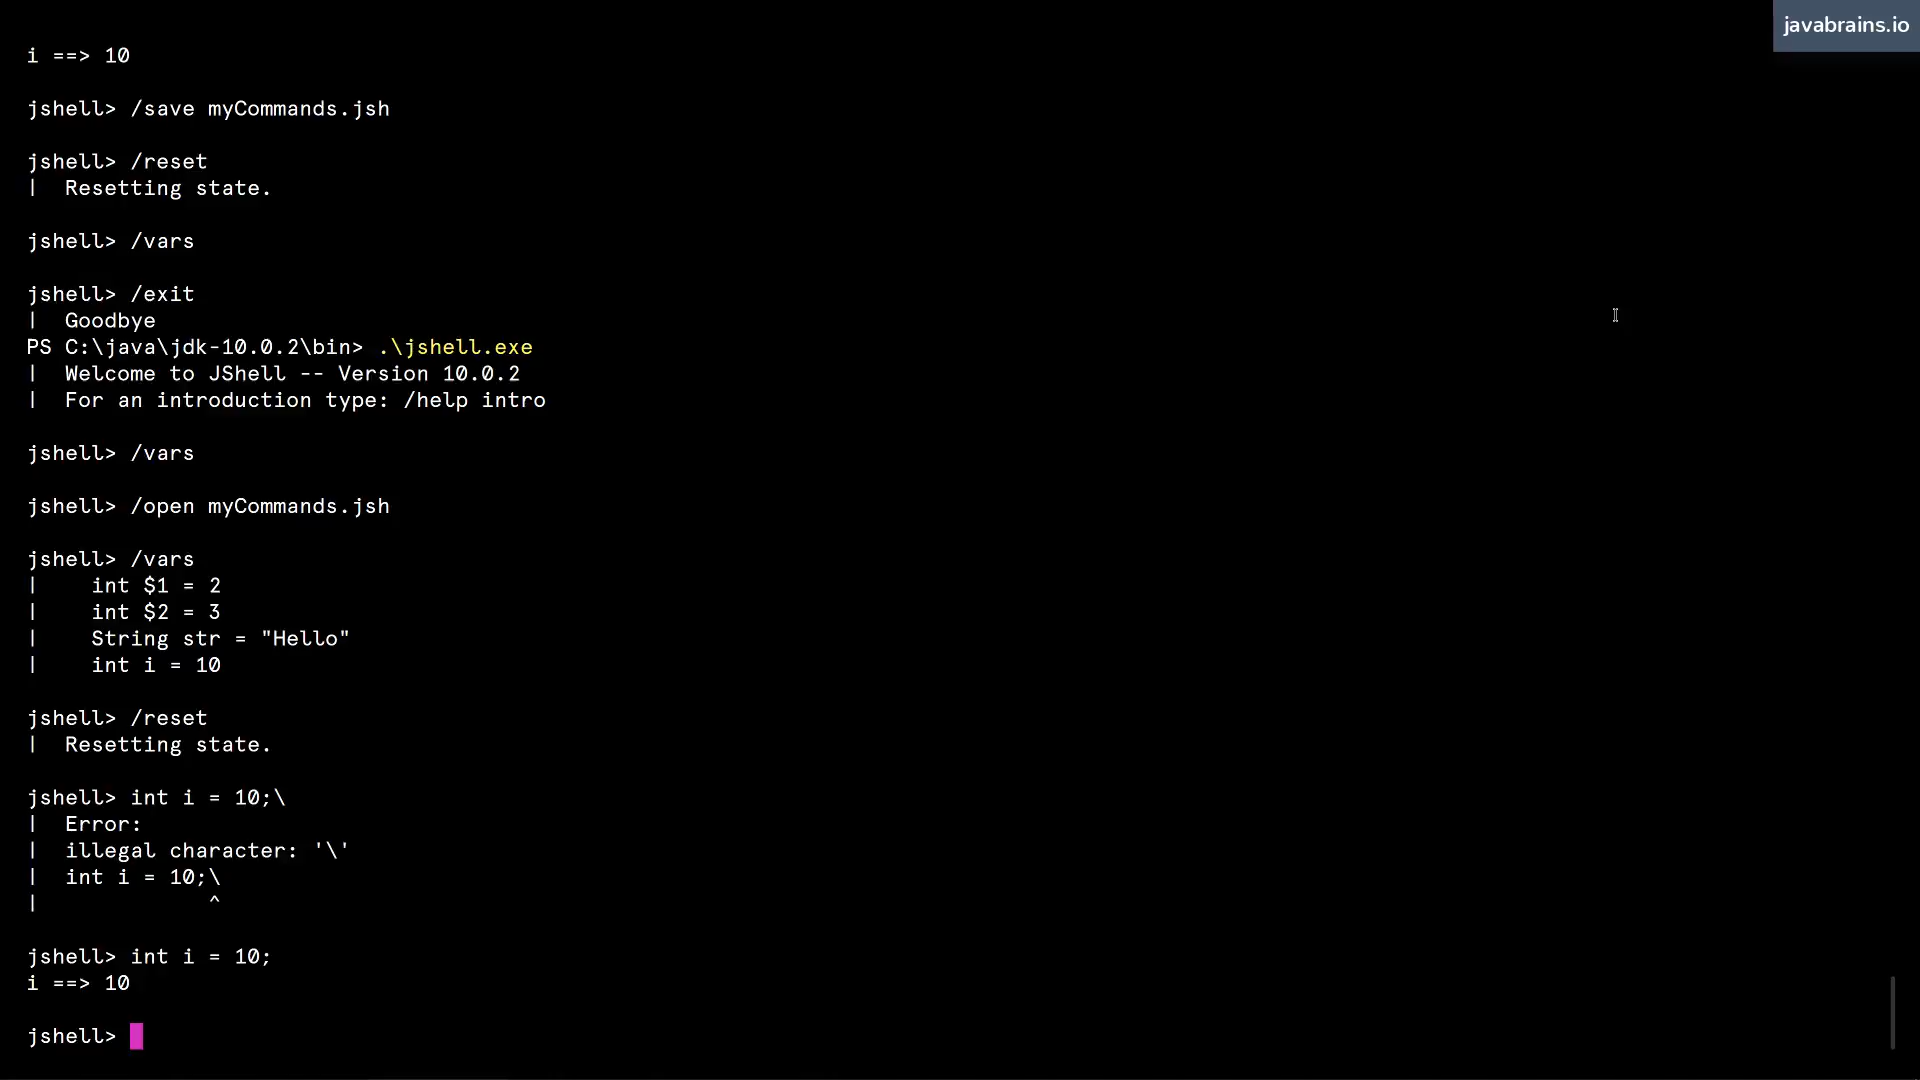 javabrains.io
i ==> 10
jshell> /save myCommands.jsh
jshell> /reset
|  Resetting state.
jshell> /vars
jshell> /exit
|  Goodbye
PS C:\java\jdk-10.0.2\bin> .\jshell.exe
|  Welcome to JShell -- Version 10.0.2
|  For an introduction type: /help intro
jshell> /vars
jshell> /open myCommands.jsh
jshell> /vars
|    int $1 = 2
|    int $2 = 3
|    String str = "Hello"
|    int i = 10
jshell> /reset
|  Resetting state.
jshell> int i = 10;\
|  Error:
|  illegal character: '\'
|  int i = 10;\
|             ^
jshell> int i = 10;
i ==> 10
jshell>